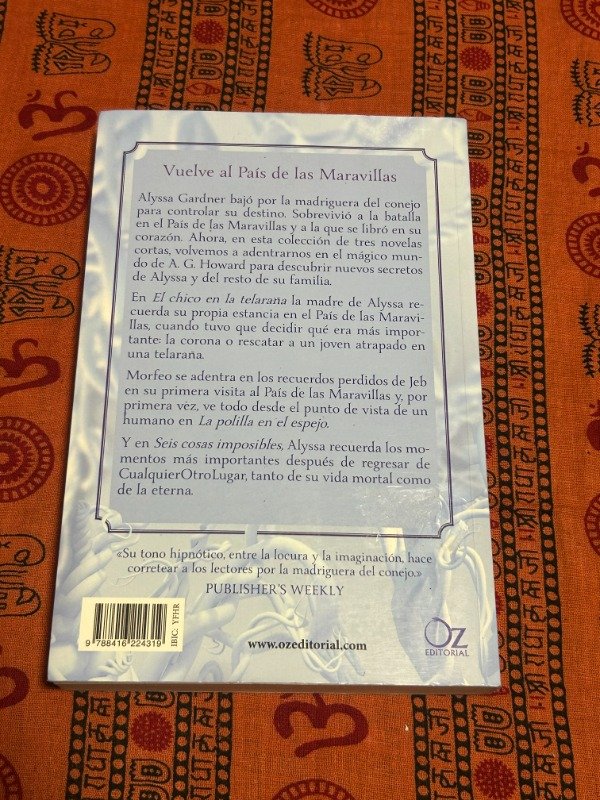 Vuelve al País de las Maravillas
Alyssa Gardner bajó por la madriguera del conejo
para controlar su destino. Sobrevivió a la batalla
en el País de las Maravillas y a la que se libró en su
corazón. Ahora, en esta colección de tres novelas
cortas, volvemos a adentrarnos en el mágico mun-
do de A. G. Howard para descubrir nuevos secretos
de Alyssa y del resto de su familia.
En El chico en la telaraña la madre de Alyssa re-
cuerda su propia estancia en el País de las Maravi-
llas, cuando tuvo que decidir qué era más impor-
tante: la corona o rescatar a un joven atrapado en
una telaraña.
Morfeo se adentra en los recuerdos perdidos de Jeb
en su primera visita al País de las Maravillas y, por
primera vez, ve todo desde el punto de vista de un
humano en La polilla en el espejo.
Y en Seis cosas imposibles, Alyssa recuerda los mo-
mentos más importantes después de regresar de
CualquierOtroLugar, tanto de su vida mortal como
de la eterna.
«Su tono hipnótico, entre la locura y la imaginación, hace
corretear a los lectores por la madriguera del conejo.»
PUBLISHER'S WEEKLY
9 788416 224319
IBIC: YFHR
www.ozeditorial.com
OZ
EDITORIAL